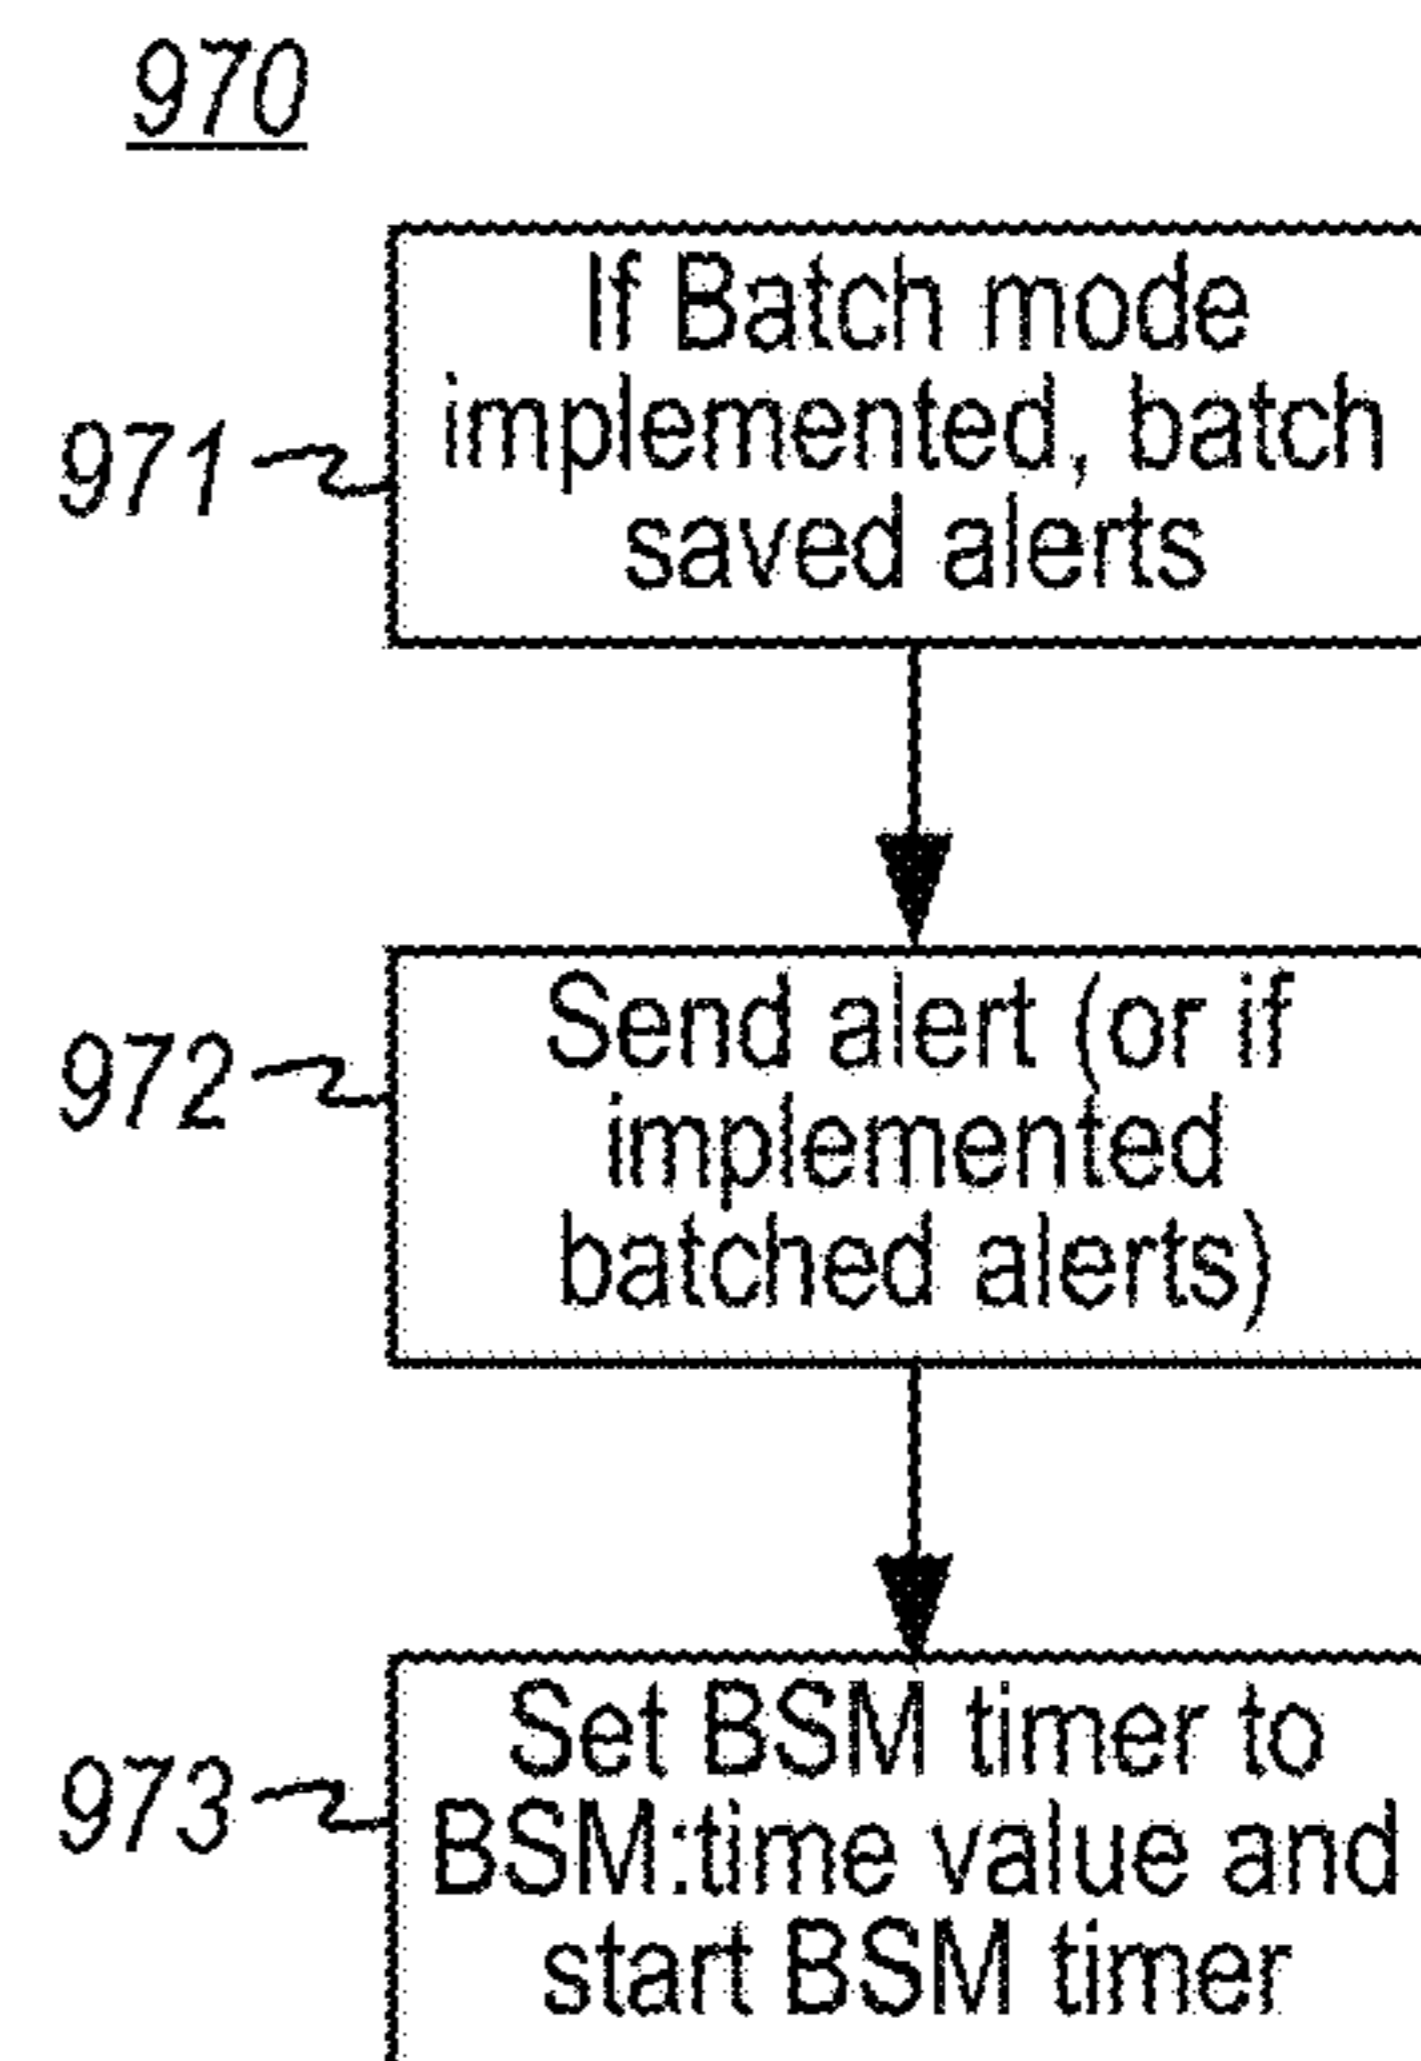 970
971
If Batch mode
implemented, batch
saved alerts
972
Send alert (or if
implemented
batched alerts)
973
Set BSM timer to
BSM:time value and
start BSM timer